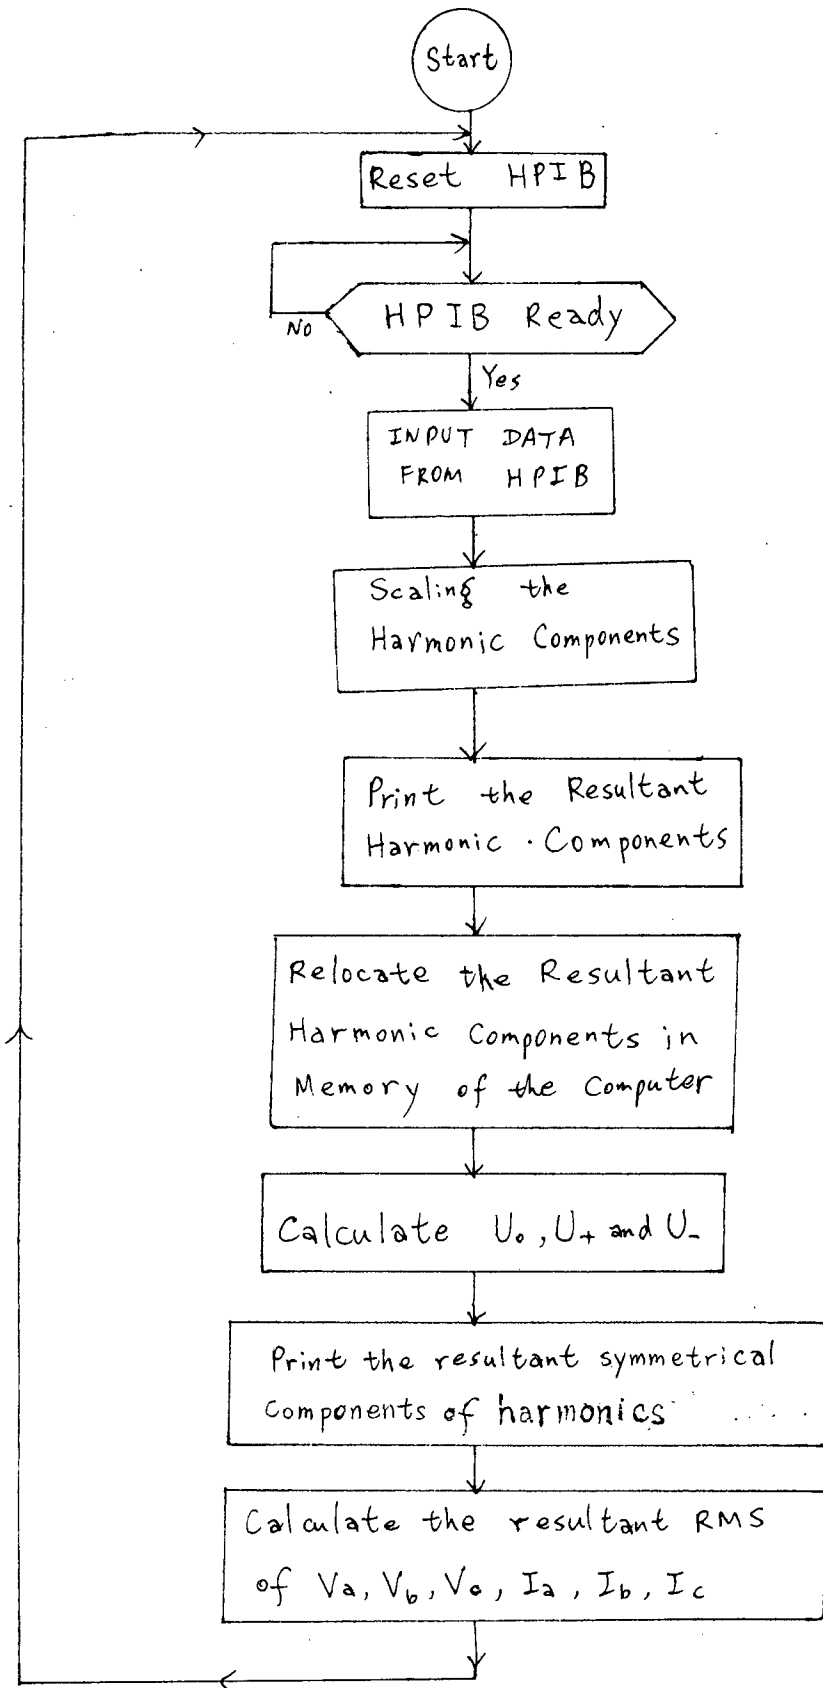 Start
Reset HPIB
HPIB Ready
No
Yes
INPUT DATA
FROM HPIB
Scaling the
Harmonic Components
Print the Resultant
Harmonic · Components
Relocate the Resultant
Harmonic Components in
Memory of the Computer
Calculate U₀, U₊ and U₋
Print the resultant symmetrical
Components of harmonics
Calculate the resultant RMS
of Va, Vb, Vc, Ia, Ib, Ic